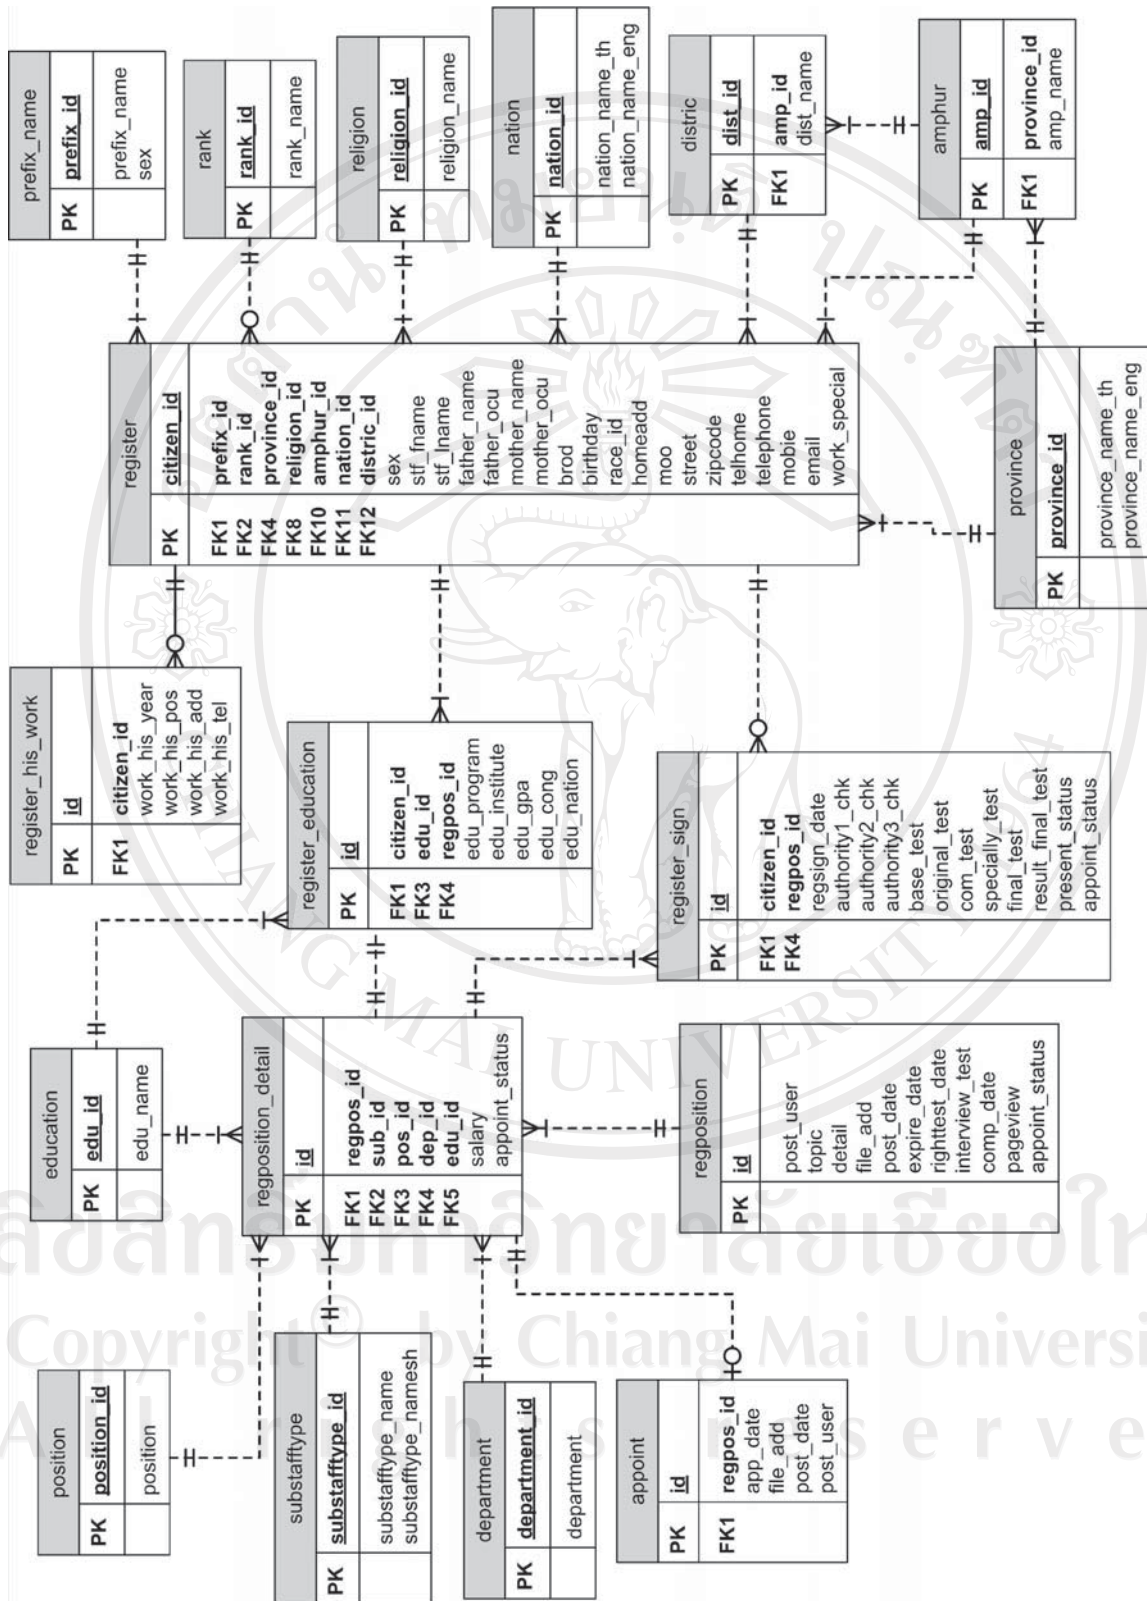 prefix_name
PK prefix_id
prefix_name
sex
rank
PK rank_id
rank_name
religion
PK religion_id
religion_name
nation
PK nation_id
nation_name_th
nation_name_eng
distric
PK dist_id
FK1 amp_id
dist_name
amphur
PK amp_id
FK1 province_id
amp_name
register
PK citizen_id
FK1 prefix_id
FK2 rank_id
FK4 province_id
FK8 religion_id
FK10 amphur_id
FK11 nation_id
FK12 distric_id
sex
stf_fname
stf_lname
father_name
father_ocu
mother_name
mother_ocu
brod
birthday
race_id
homeadd
moo
street
zipcode
telhome
telephone
mobie
email
work_special
province
PK province_id
province_name_th
province_name_eng
register_his_work
PK id
FK1 citizen_id
work_his_year
work_his_pos
work_his_add
work_his_tel
register_education
PK id
FK1 citizen_id
FK3 edu_id
FK4 regpos_id
edu_program
edu_institute
edu_gpa
edu_cong
edu_nation
register_sign
PK id
FK1 citizen_id
FK4 regpos_id
regsign_date
authority1_chk
authority2_chk
authority3_chk
base_test
original_test
com_test
specially_test
final_test
result_final_test
present_status
appoint_status
education
PK edu_id
edu_name
regposition_detail
PK id
FK1 regpos_id
FK2 sub_id
FK3 pos_id
FK4 dep_id
FK5 edu_id
salary
appoint_status
regposition
PK id
post_user
topic
detail
file_add
post_date
expire_date
righttest_date
interview_test
comp_date
pageview
appoint_status
position
PK position_id
position
substafftype
PK substafftype_id
substafftype_name
substafftype_namesh
department
PK department_id
department
appoint
PK id
FK1 regpos_id
app_date
file_add
post_date
post_user
CHIANG MAI UNIVERSITY 1964
Copyright© by Chiang Mai Universi
All rights reserve